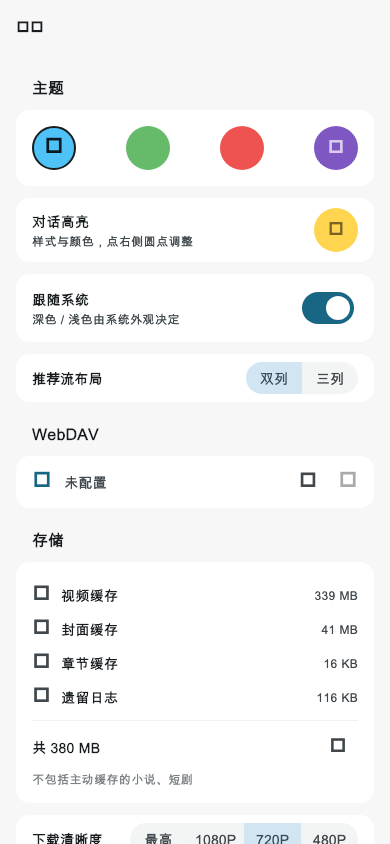 主题
对话高亮
样式与颜色，点右侧圆点调整
跟随系统
深色 / 浅色由系统外观决定
推荐流布局
双列
三列
WebDAV
未配置
存储
视频缓存
339 MB
封面缓存
41 MB
章节缓存
16 KB
遗留日志
116 KB
共 380 MB
不包括主动缓存的小说、短剧
下载清晰度
最高
1080P
720P
480P